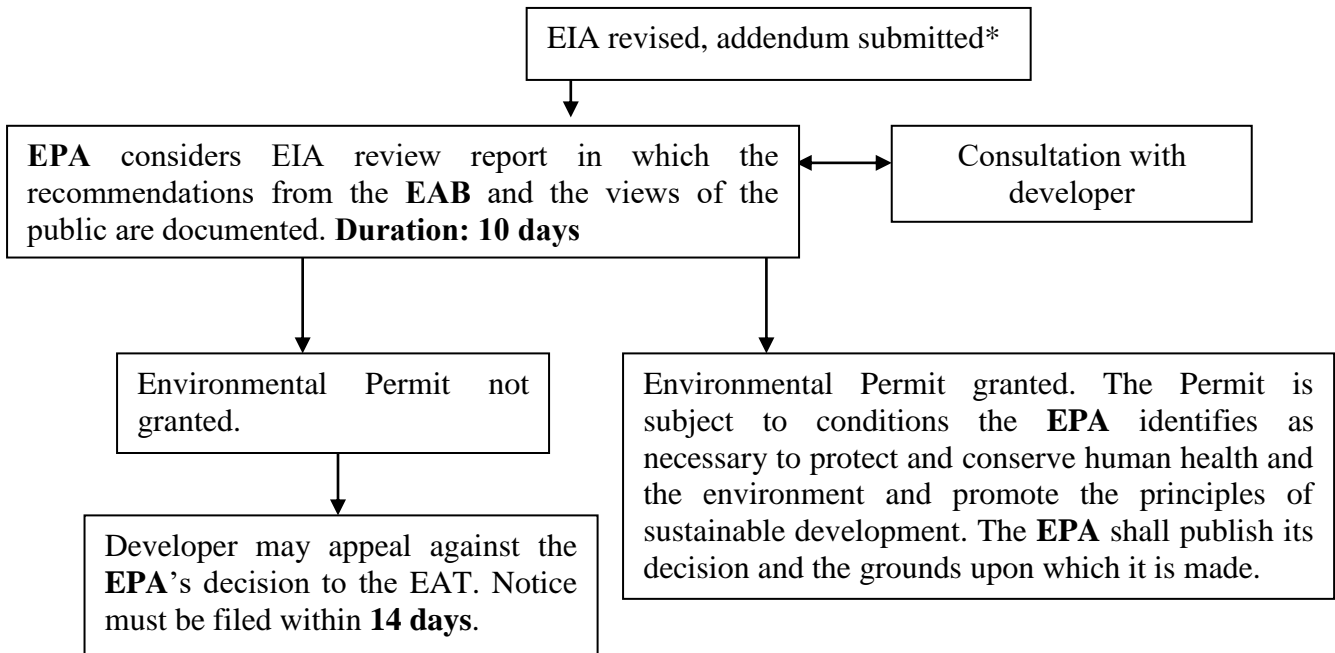 EIA revised, addendum submitted*
EPA considers EIA review report in which the
recommendations from the EAB and the views of the
public are documented. Duration: 10 days
Consultation with
developer
Environmental Permit not
granted.
Environmental Permit granted. The Permit is
subject to conditions the EPA identifies as
necessary to protect and conserve human health and
the environment and promote the principles of
sustainable development. The EPA shall publish its
decision and the grounds upon which it is made.
Developer may appeal against the
EPA’s decision to the EAT. Notice
must be filed within 14 days.